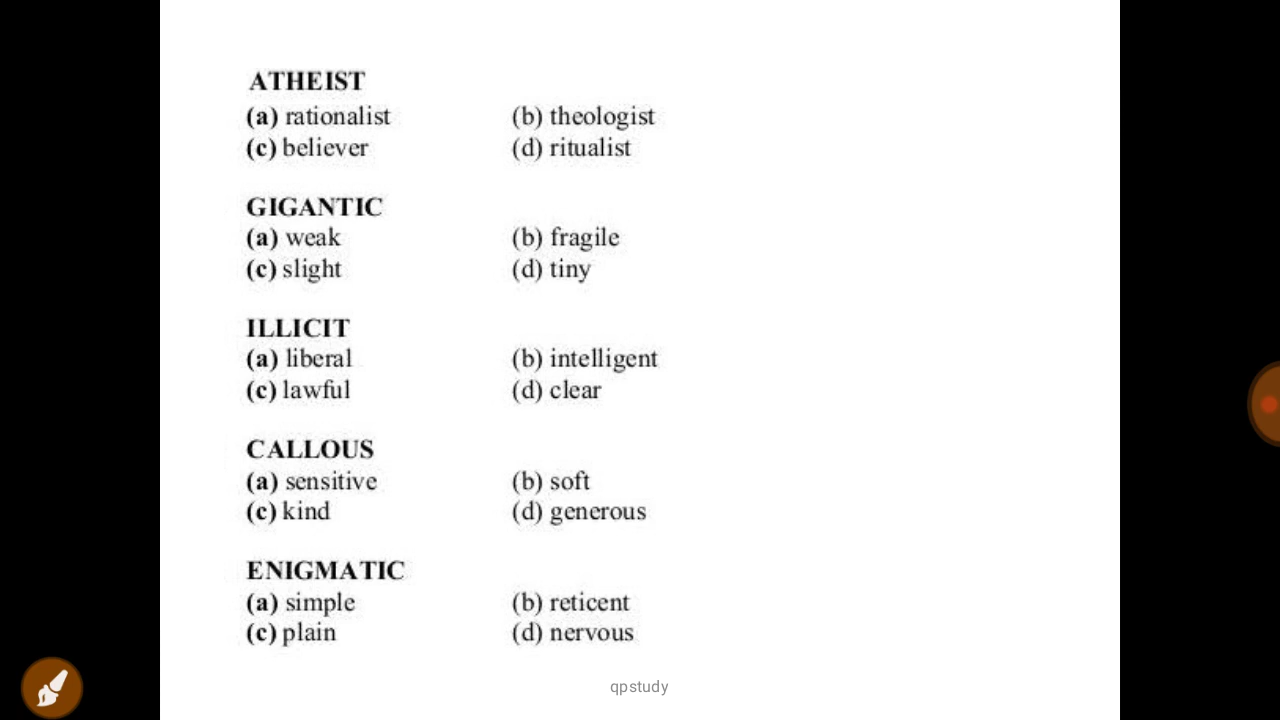 ATHEIST
(a) rationalist (b) theologist
(c) believer (d) ritualist
GIGANTIC
(a) weak (b) fragile
(c) slight (d) tiny
ILLICIT
(a) liberal (b) intelligent
(c) lawful (d) clear
CALLOUS
(a) sensitive (b) soft
(c) kind (d) generous
ENIGMATIC
(a) simple (b) reticent
(c) plain (d) nervous
qpstudy